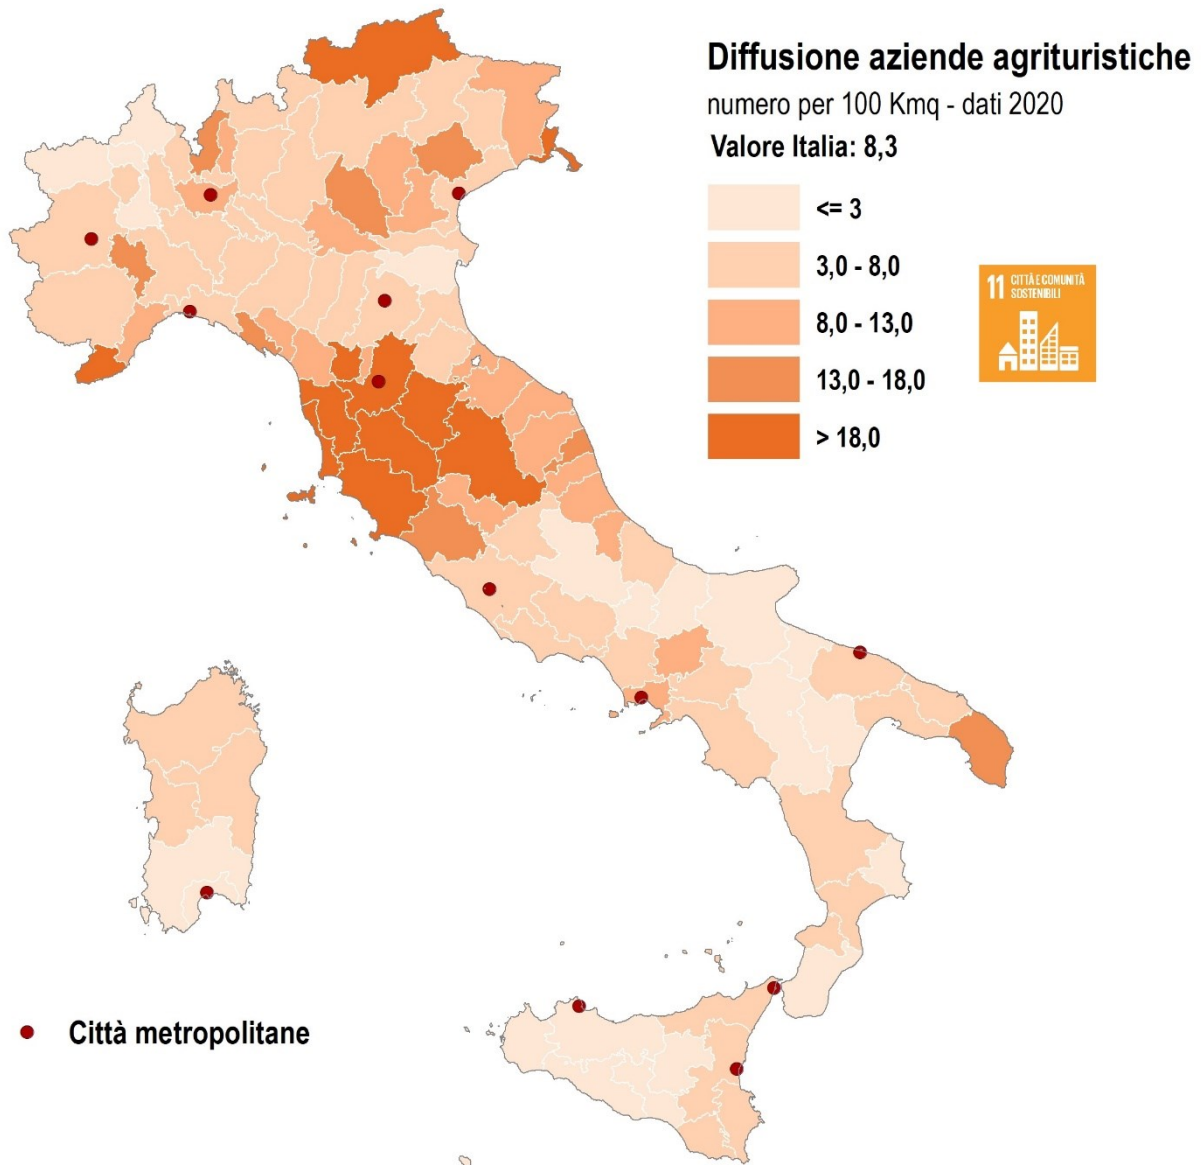 Diffusione aziende agrituristiche
numero per 100 Kmq - dati 2020
Valore Italia: 8,3
<= 3
3,0 - 8,0
8,0 - 13,0
13,0 - 18,0
> 18,0
11 CITTÀ E COMUNITÀ
SOSTENIBILI
Città metropolitane